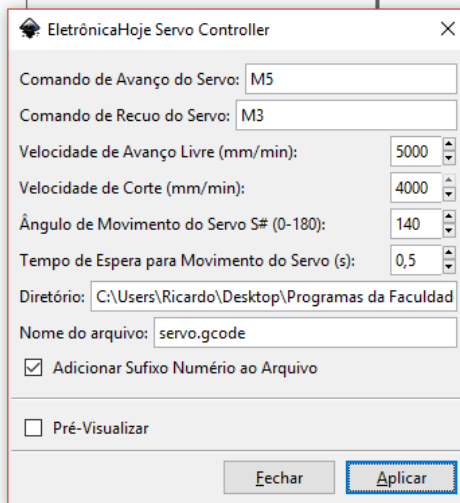 EletrônicaHoje Servo Controller
Comando de Avanço do Servo: M5
Comando de Recuo do Servo: M3
Velocidade de Avanço Livre (mm/min): 5000
Velocidade de Corte (mm/min): 4000
Ângulo de Movimento do Servo S# (0-180): 140
Tempo de Espera para Movimento do Servo (s): 0,5
Diretório: C:\Users\Ricardo\Desktop\Programas da Faculdad
Nome do arquivo: servo.gcode
Adicionar Sufixo Numério ao Arquivo
Pré-Visualizar
Fechar Aplicar